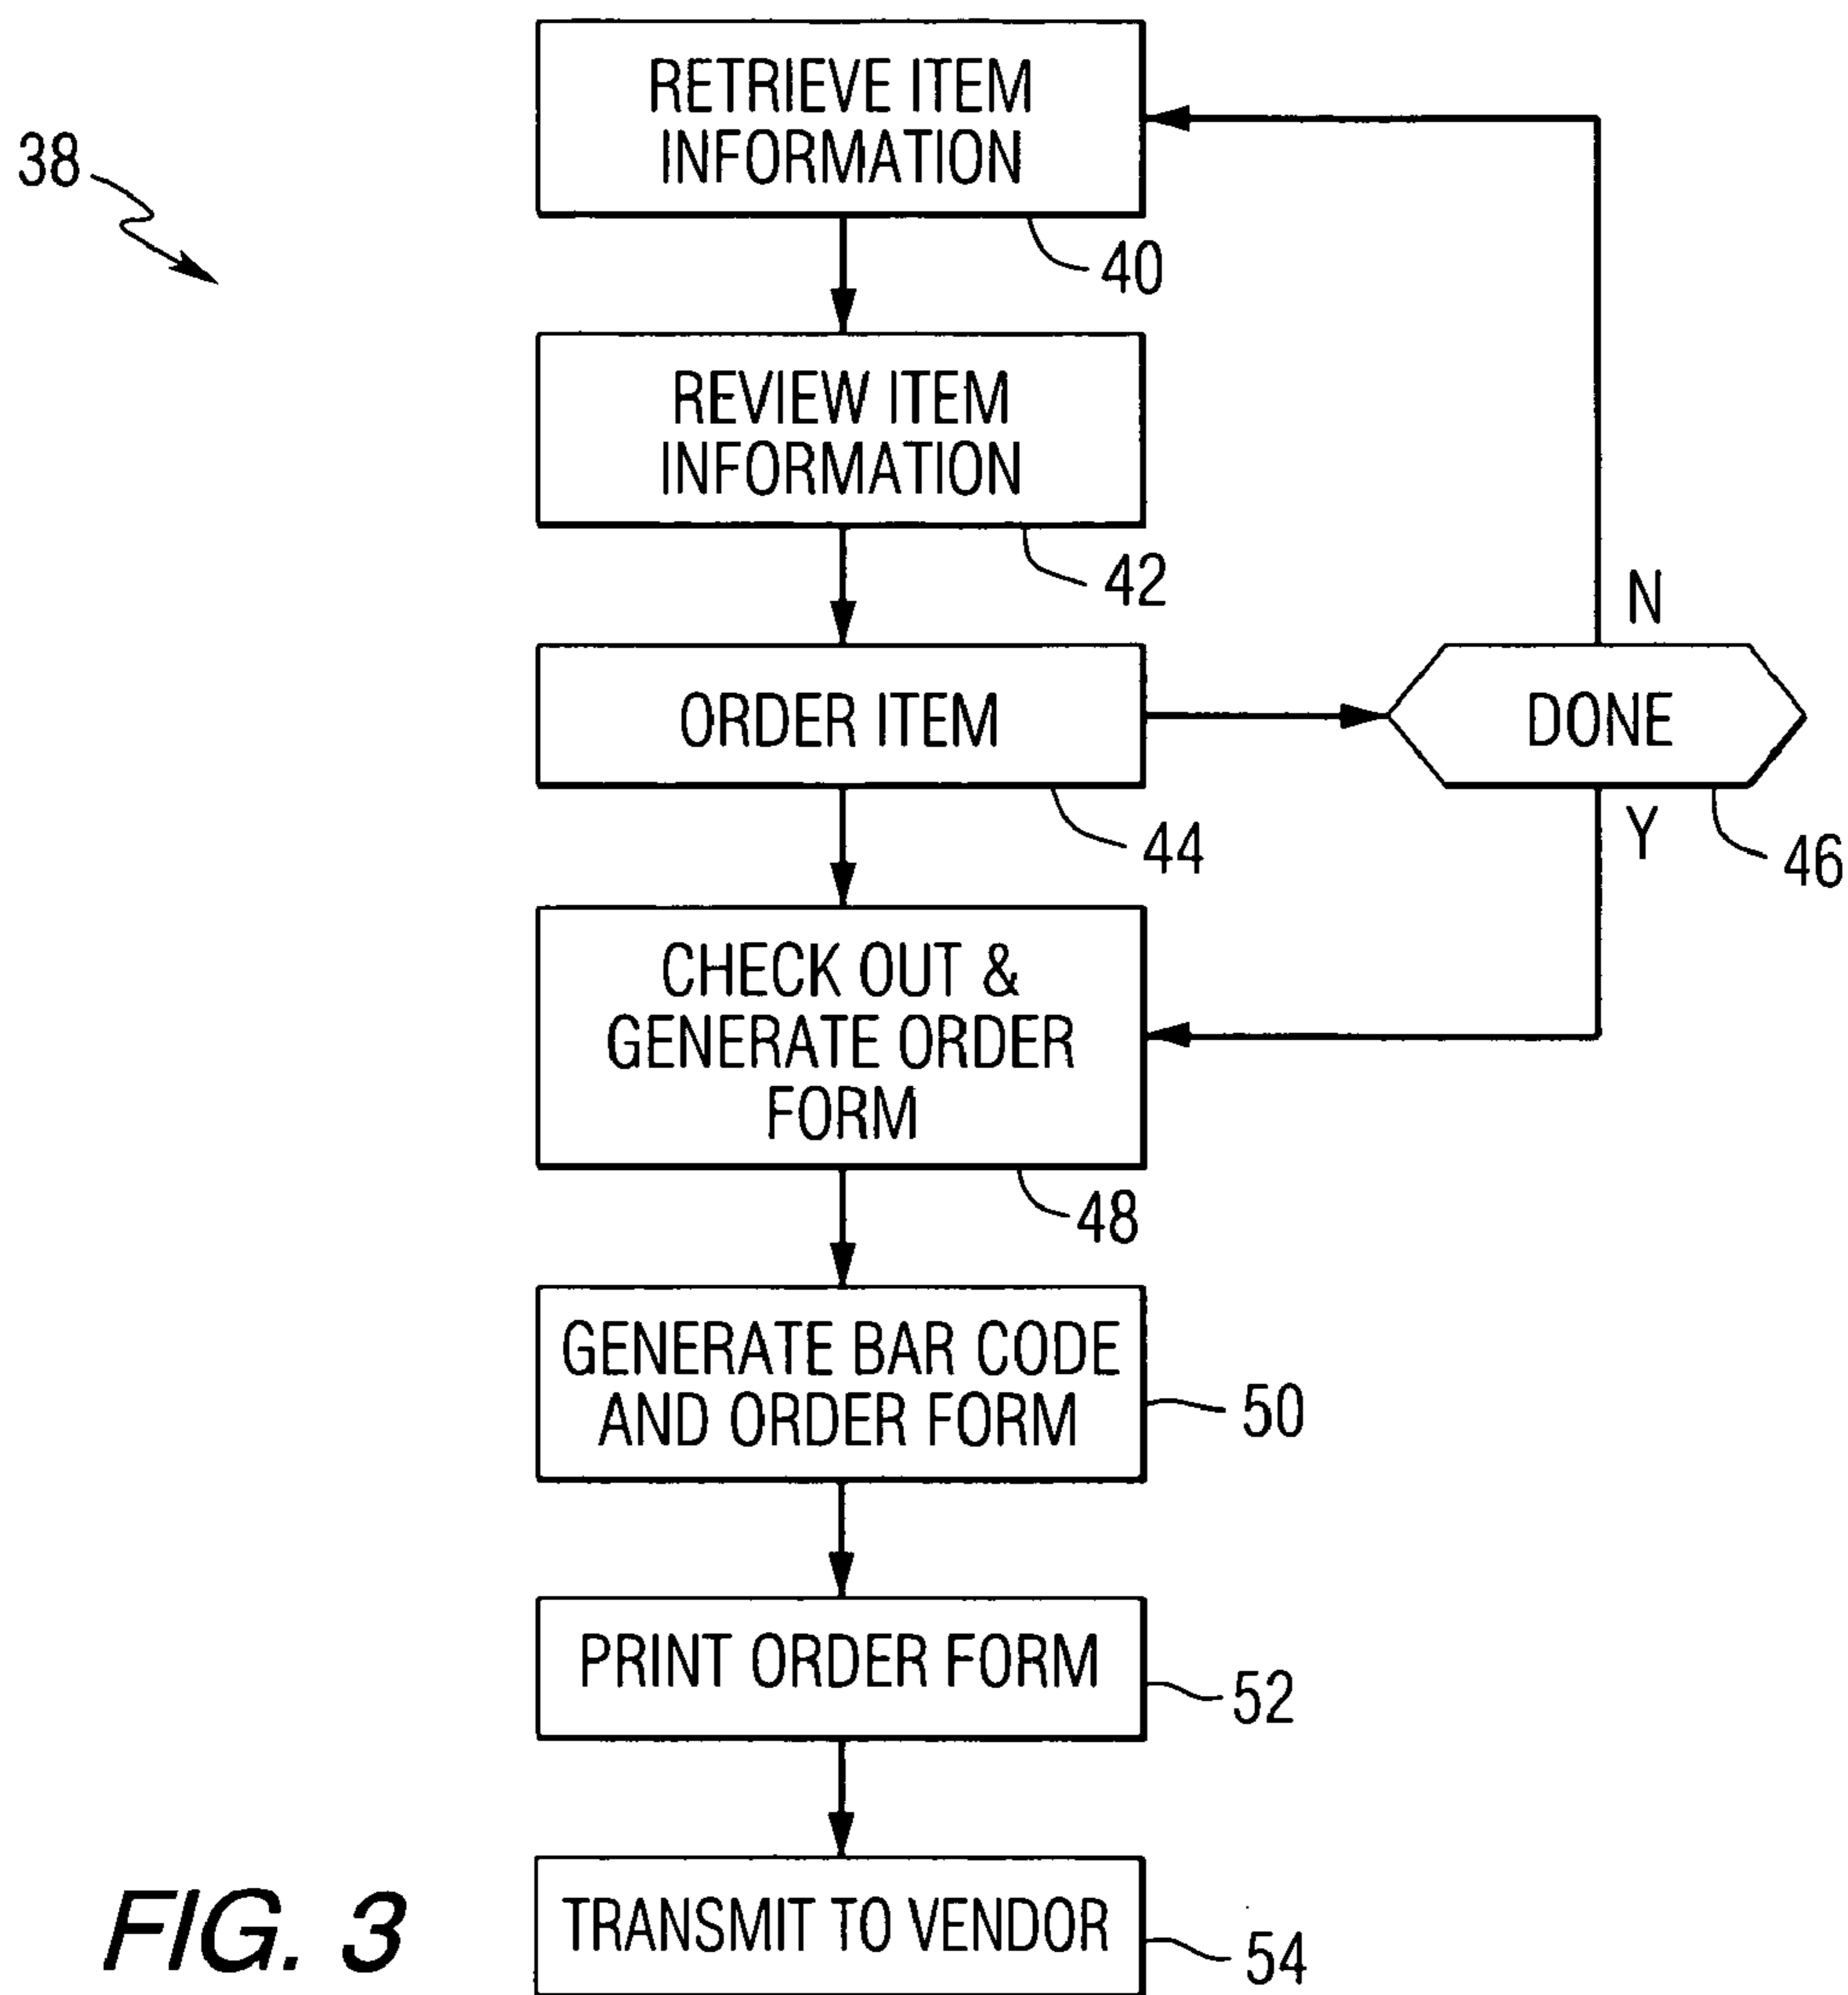 RETRIEVE ITEM
INFORMATION
38
40
REVIEW ITEM
INFORMATION
42
N
ORDER ITEM
DONE
44
Y
46
CHECK OUT &
GENERATE ORDER
FORM
48
GENERATE BAR CODE
AND ORDER FORM
50
PRINT ORDER FORM
52
TRANSMIT TO VENDOR
54
FIG. 3